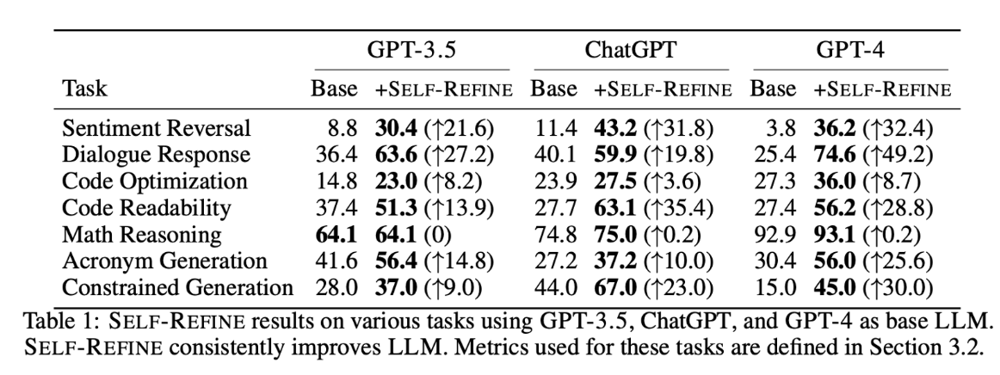 GPT-3.5 ChatGPT GPT-4
Task Base +SELF-REFINE Base +SELF-REFINE Base +SELF-REFINE
Sentiment Reversal 8.8 30.4 (↑21.6) 11.4 43.2 (↑31.8) 3.8 36.2 (↑32.4)
Dialogue Response 36.4 63.6 (↑27.2) 40.1 59.9 (↑19.8) 25.4 74.6 (↑49.2)
Code Optimization 14.8 23.0 (↑8.2) 23.9 27.5 (↑3.6) 27.3 36.0 (↑8.7)
Code Readability 37.4 51.3 (↑13.9) 27.7 63.1 (↑35.4) 27.4 56.2 (↑28.8)
Math Reasoning 64.1 64.1 (0) 74.8 75.0 (↑0.2) 92.9 93.1 (↑0.2)
Acronym Generation 41.6 56.4 (↑14.8) 27.2 37.2 (↑10.0) 30.4 56.0 (↑25.6)
Constrained Generation 28.0 37.0 (↑9.0) 44.0 67.0 (↑23.0) 15.0 45.0 (↑30.0)
Table 1: SELF-REFINE results on various tasks using GPT-3.5, ChatGPT, and GPT-4 as base LLM.
SELF-REFINE consistently improves LLM. Metrics used for these tasks are defined in Section 3.2.